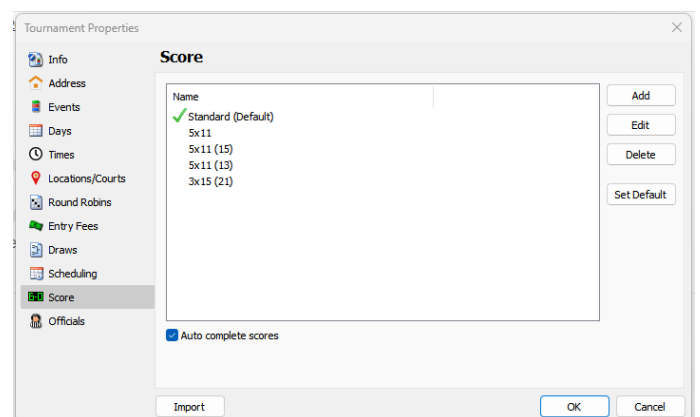 Tournament Properties
Info
Address
Events
Days
Times
Locations/Courts
Round Robins
Entry Fees
Draws
Scheduling
6-0 Score
Officials
Score
Name
Standard (Default)
5x11
5x11 (15)
5x11 (13)
3x15 (21)
Add
Edit
Delete
Set Default
Auto complete scores
Import
OK
Cancel